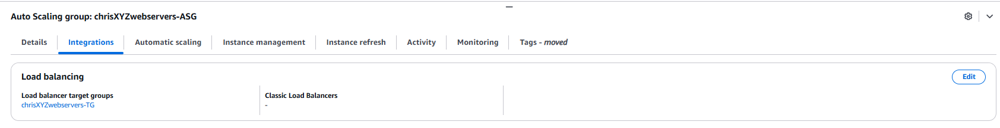 Auto Scaling group: chrisXYZwebservers-ASG
Details Integrations Automatic scaling Instance management Instance refresh Activity Monitoring Tags - moved
Load balancing Edit
Load balancer target groups Classic Load Balancers
chrisXYZwebservers-TG -